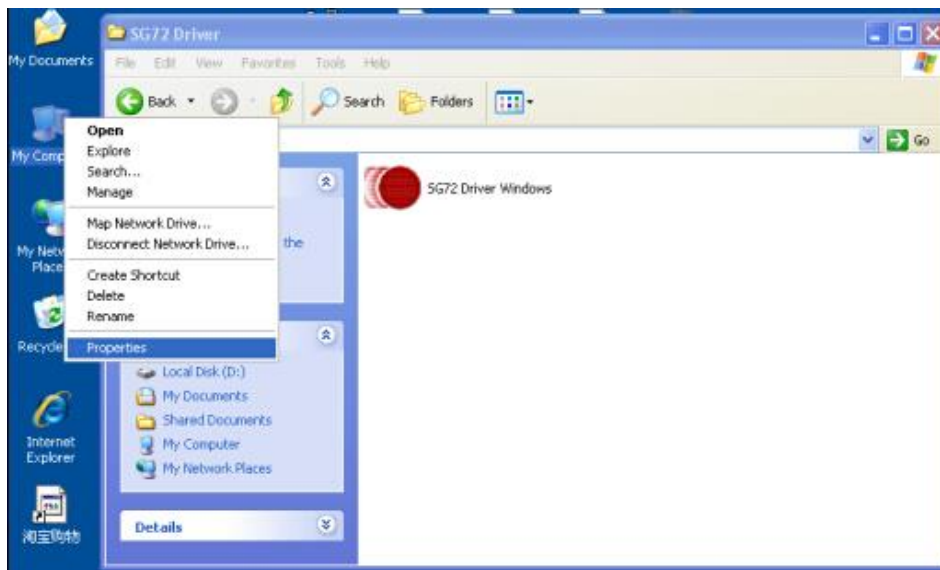 SG72 Driver
My Documents
File Edit View Favorites Tools Help
Back
Search
Folders
My Comp
Go
Open
Explore
Search...
Manage
SG72 Driver Windows
Map Network Drive...
Disconnect Network Drive...
the
My Netw
Place
Create Shortcut
Delete
Rename
Recycle
Properties
Local Disk (D:)
My Documents
Shared Documents
My Computer
My Network Places
Internet
Explorer
Details
淘宝购物